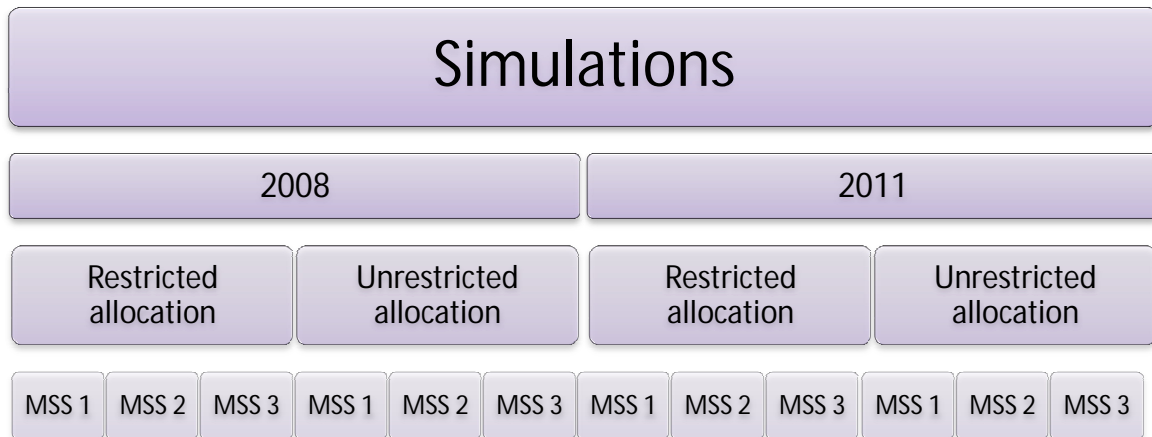 Simulations
2008
2011
Restricted
allocation
Unrestricted
allocation
Restricted
allocation
Unrestricted
allocation
MSS 1
MSS 2
MSS 3
MSS 1
MSS 2
MSS 3
MSS 1
MSS 2
MSS 3
MSS 1
MSS 2
MSS 3